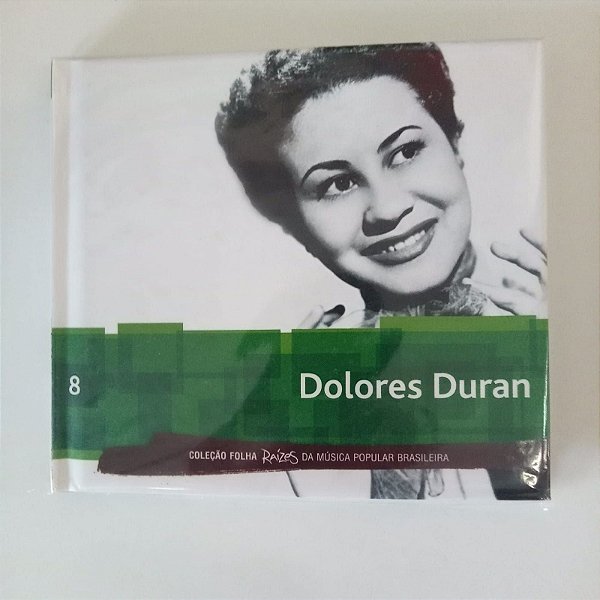 8 Dolores Duran
COLEÇÃO FOLHA RAÍZES DA MÚSICA POPULAR BRASILEIRA